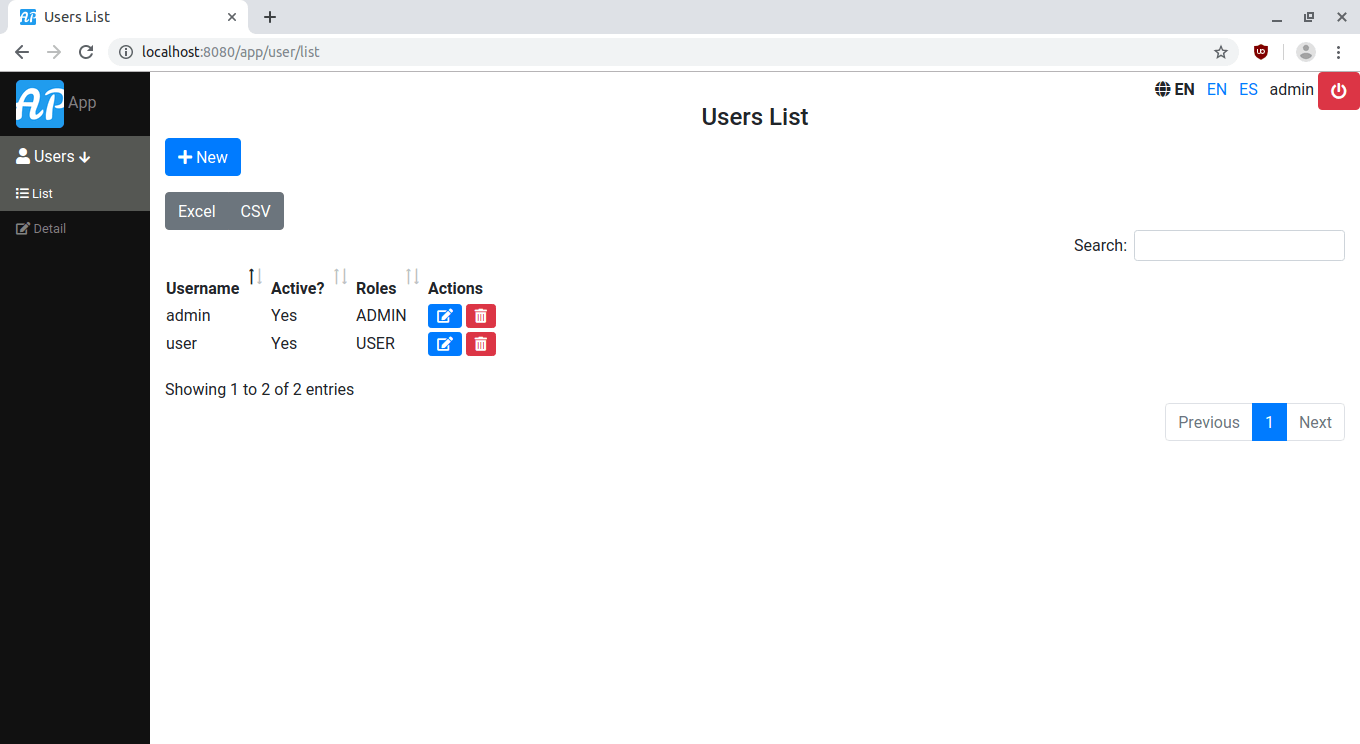 Users List
localhost:8080/app/user/list
AP App
EN EN ES admin
Users
List
Detail
Users List
New
Excel CSV
Search:
Username Active? Roles Actions
admin Yes ADMIN
user Yes USER
Showing 1 to 2 of 2 entries
Previous 1 Next